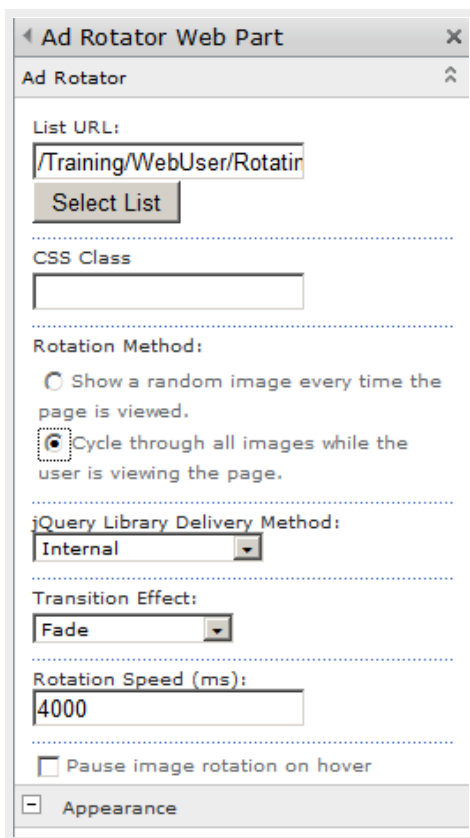 Ad Rotator Web Part
Ad Rotator
List URL:
/Training/WebUser/Rotatin
Select List
CSS Class
Rotation Method:
Show a random image every time the
page is viewed.
Cycle through all images while the
user is viewing the page.
jQuery Library Delivery Method:
Internal
Transition Effect:
Fade
Rotation Speed (ms):
4000
Pause image rotation on hover
Appearance